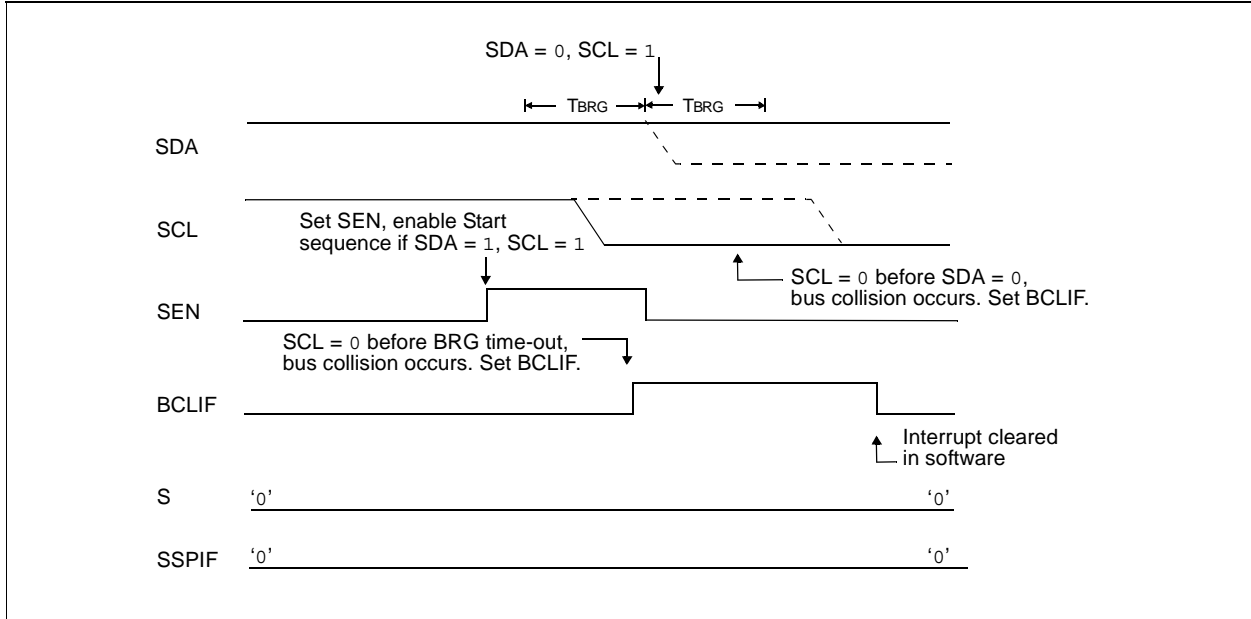 SDA = 0, SCL = 1
TBRG TBRG
SDA
SCL
Set SEN, enable Start
sequence if SDA = 1, SCL = 1
SCL = 0 before SDA = 0,
bus collision occurs. Set BCLIF.
SEN
SCL = 0 before BRG time-out,
bus collision occurs. Set BCLIF.
BCLIF
Interrupt cleared
in software
S ‘0’ ‘0’
SSPIF ‘0’ ‘0’